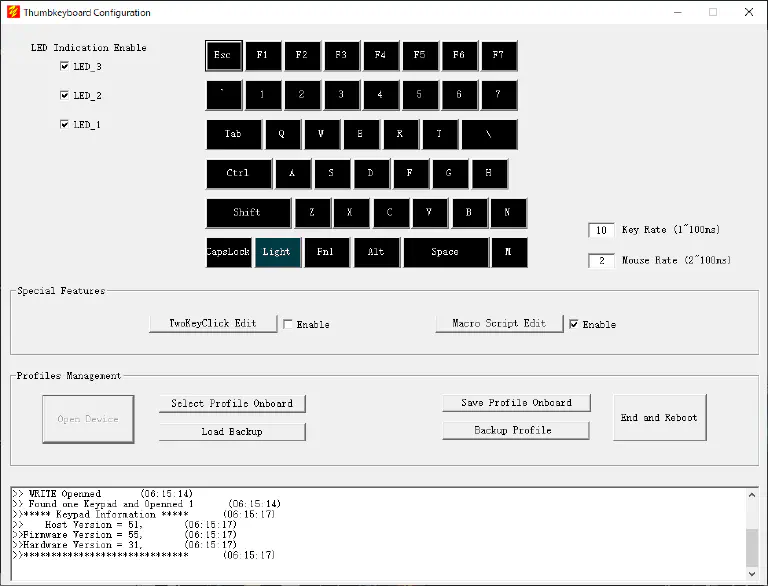 Thumbkeyboard Configuration
LED Indication Enable
LED_3
LED_2
LED_1
Esc F1 F2 F3 F4 F5 F6 F7
` 1 2 3 4 5 6 7
Tab Q W E R T \
Ctrl A S D F G H
Shift Z X C V B N
CapsLock Light Fn1 Alt Space M
10 Key Rate (1~100ms)
2 Mouse Rate (2~100ms)
Special Features
TwoKeyClick Edit Enable Macro Script Edit Enable
Profiles Management
Open Device
Select Profile Onboard
Load Backup
Save Profile Onboard
Backup Profile
End and Reboot
>> WRITE Openned (06:15:14)
>> Found one Keypad and Openned 1 (06:15:14)
>>***** Keypad Information ***** (06:15:17)
>> Host Version = 51, (06:15:17)
>>Firmware Version = 55, (06:15:17)
>>Hardware Version = 31, (06:15:17)
>>***************************** (06:15:17)